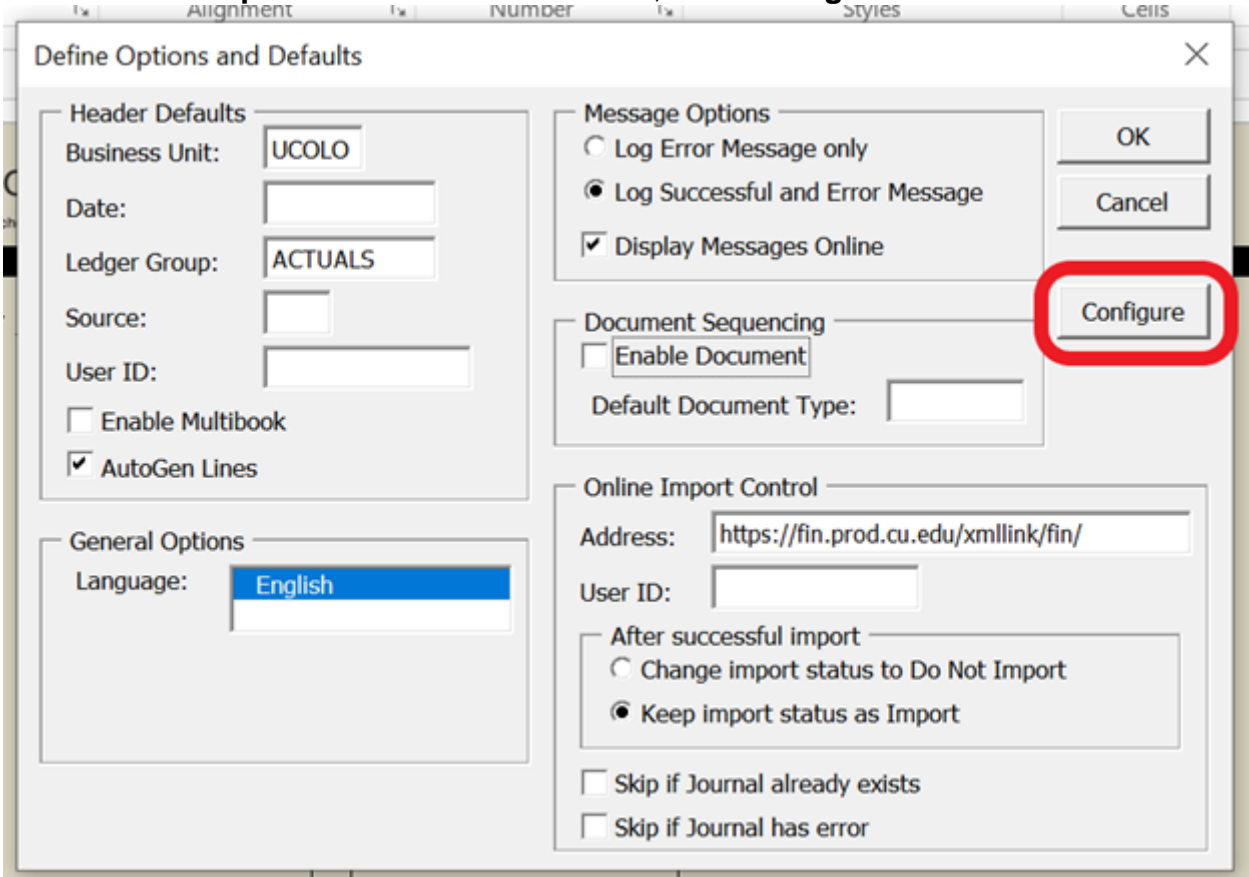 Alignment Number Styles Cells
Define Options and Defaults
Header Defaults
Business Unit: UCOLO
Date:
Ledger Group: ACTUALS
Source:
User ID:
Enable Multibook
AutoGen Lines
General Options
Language: English
Message Options
Log Error Message only
Log Successful and Error Message
Display Messages Online
Document Sequencing
Enable Document
Default Document Type:
Online Import Control
Address: https://fin.prod.cu.edu/xmllink/fin/
User ID:
After successful import
Change import status to Do Not Import
Keep import status as Import
Skip if Journal already exists
Skip if Journal has error
OK
Cancel
Configure